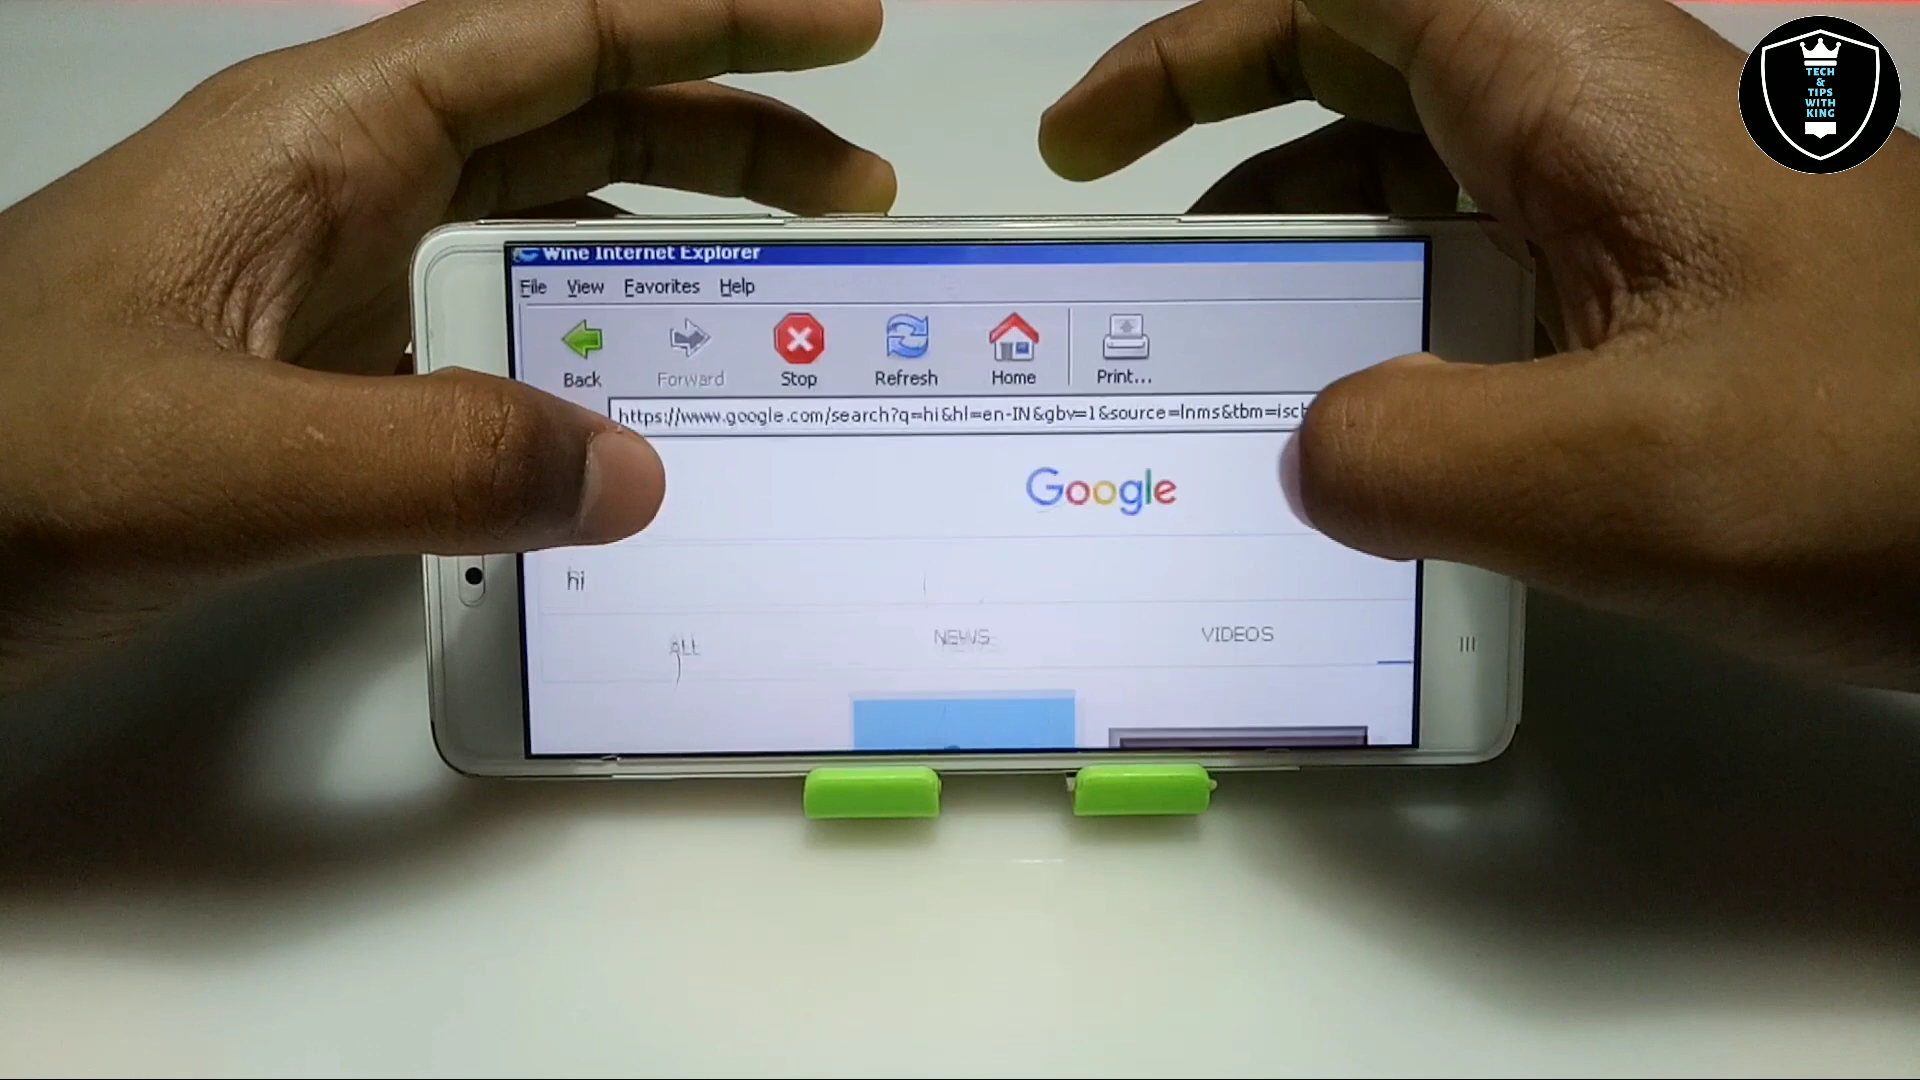 TECH
&
TIPS
WITH
KING
Wine Internet Explorer
File View Favorites Help
Back Forward Stop Refresh Home Print...
https://www.google.com/search?q=hi&hl=en-IN&gbv=1&source=lnms&tbm=isch
Google
hi
ALL NEWS VIDEOS